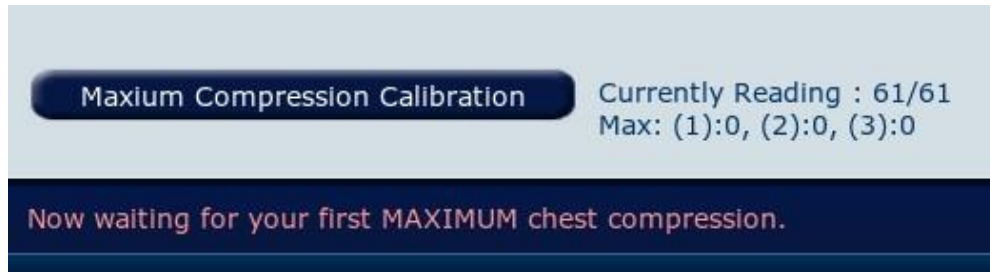 Maxium Compression Calibration
Currently Reading : 61/61
Max: (1):0, (2):0, (3):0
Now waiting for your first MAXIMUM chest compression.